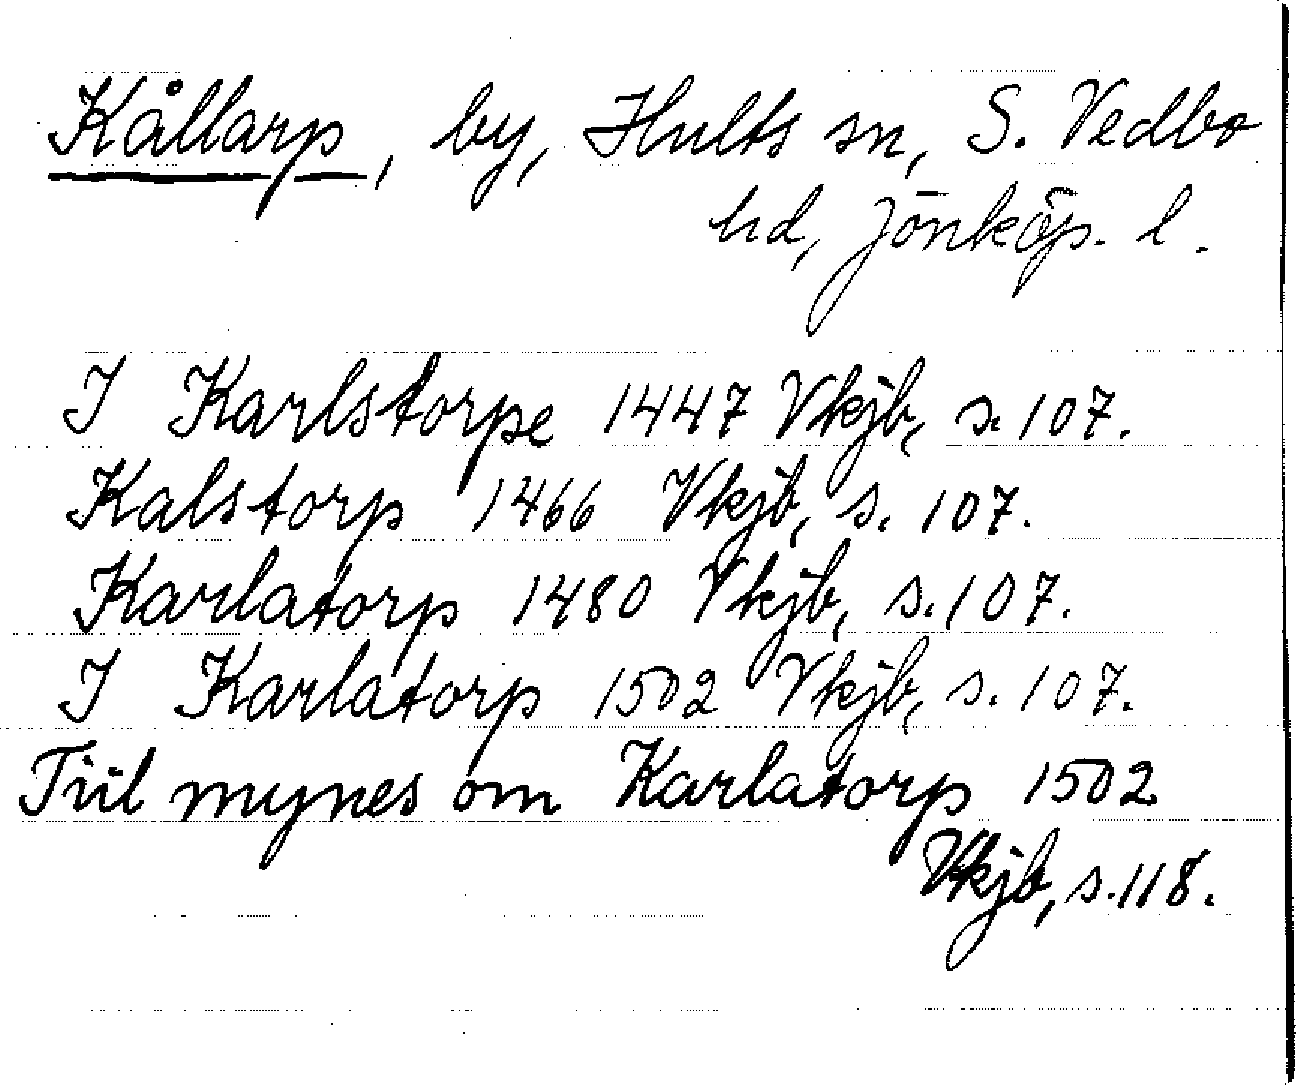 Kållarp, by, Hults sn, S. Vedbo
hd, Jönköp. l.
I Karlstorpe 1447 Vkjb, s. 107.
Kalstorp 1466 Vkjb, s. 107.
Karlatorp 1480 Vkjb, s. 107.
I Karlatorp 1502 Vkjb, s. 107.
Tiil mynes om Karlatorp 1502
Vkjb, s. 118.